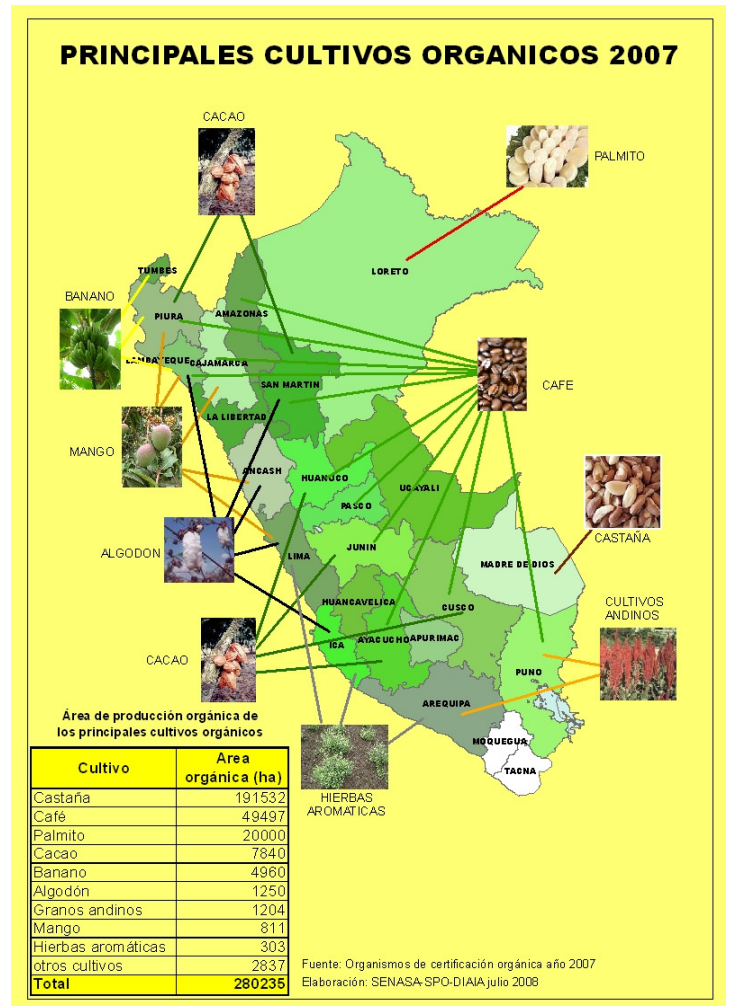 PRINCIPALES CULTIVOS ORGANICOS 2007
CACAO
PALMITO
LORETO
TUMBES
BANANO
PIURA
AMAZONAS
LAMBAYEQUE
CAJAMARCA
SAN MARTIN
CAFE
LA LIBERTAD
MANGO
ANCASH
HUANUCO
UCAYALI
PASCO
ALGODON
LIMA
JUNIN
CASTAÑA
MADRE DE DIOS
HUANCAVELICA
CUSCO
CULTIVOS
ANDINOS
ICA
AYACUCHO
APURIMAC
CACAO
PUNO
AREQUIPA
MOQUEGUA
TACNA
HIERBAS
AROMATICAS
Área de producción orgánica de
los principales cultivos orgánicos
Cultivo Area
orgánica (ha)
Castaña 191532
Café 49497
Palmito 20000
Cacao 7840
Banano 4960
Algodón 1250
Granos andinos 1204
Mango 811
Hierbas aromáticas 303
otros cultivos 2837
Total 280235
Fuente: Organismos de certificación orgánica año 2007
Elaboración: SENASA-SPO-DIAIA julio 2008